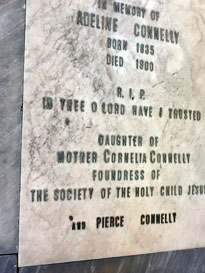 IN MEMORY OF
ADELINE CONNELLY
BORN 1835
DIED 1900
R.I.P.
IN THEE O LORD HAVE I TRUSTED
DAUGHTER OF
MOTHER CORNELIA CONNELLY
FOUNDRESS OF
THE SOCIETY OF THE HOLY CHILD JESUS
AND PIERCE CONNELLY